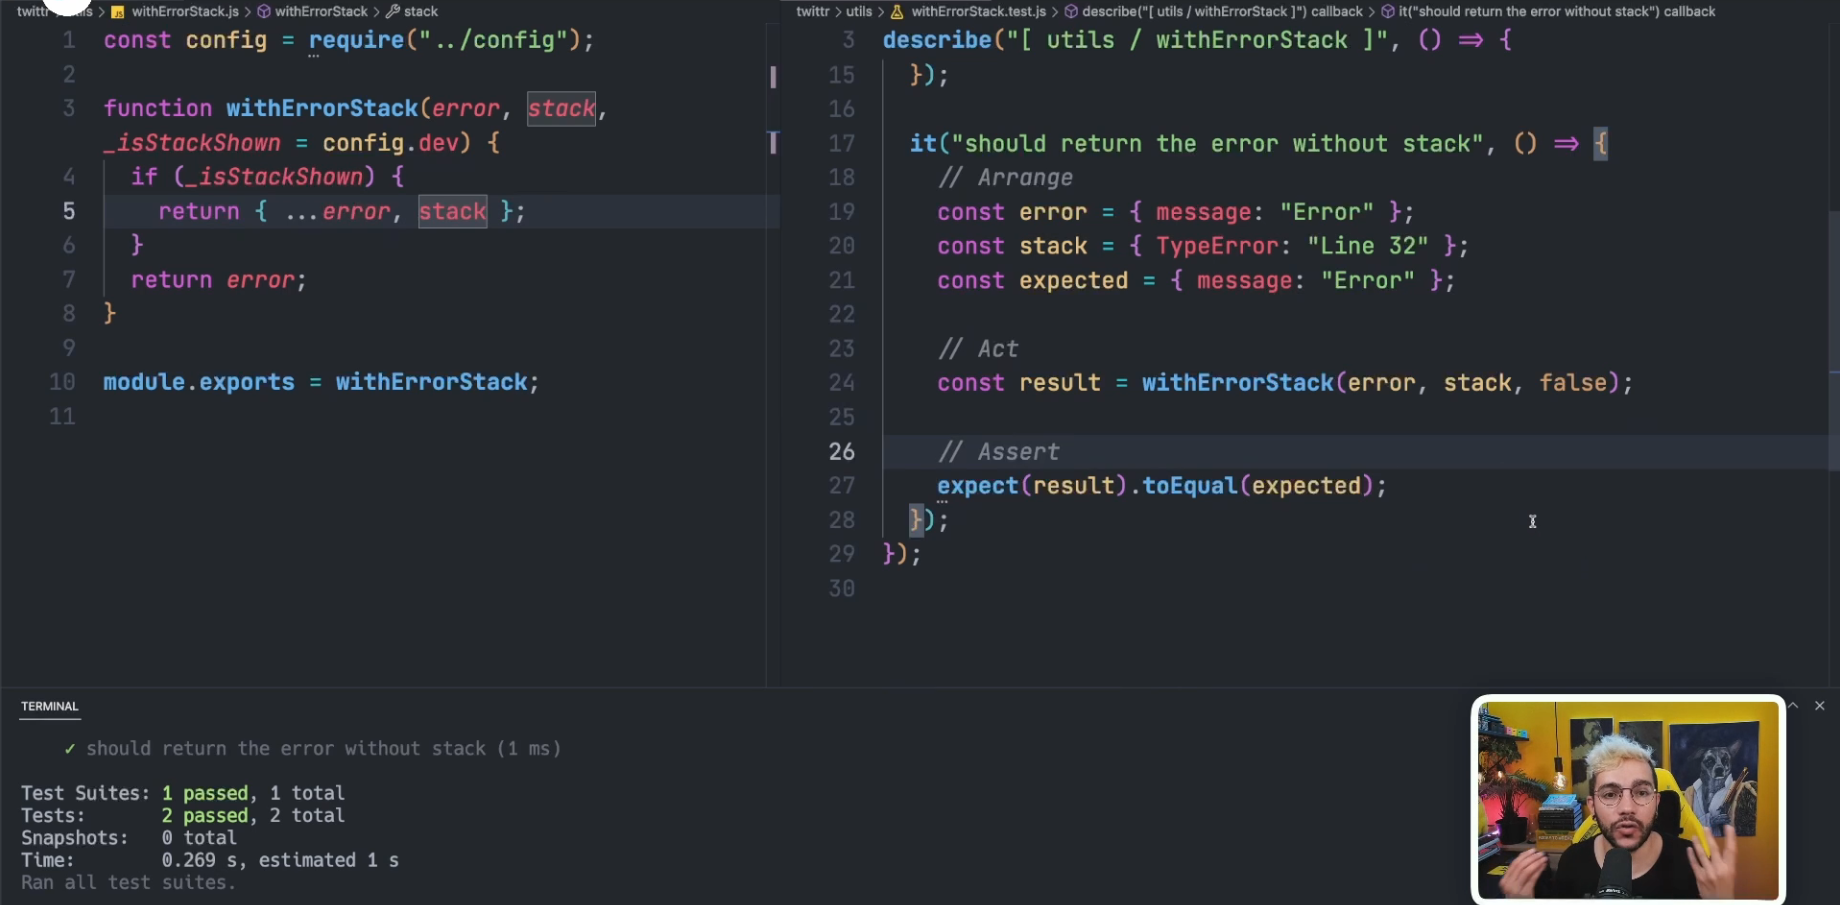 twittr > utils > withErrorStack.js > withErrorStack > stack
1 const config = require("../config");
2
3 function withErrorStack(error, stack,
_isStackShown = config.dev) {
4 if (_isStackShown) {
5 return { ...error, stack };
6 }
7 return error;
8 }
9
10 module.exports = withErrorStack;
11
twittr > utils > withErrorStack.test.js > describe("[ utils / withErrorStack ]") callback > it("should return the error without stack") callback
3 describe("[ utils / withErrorStack ]", () => {
15 });
16
17 it("should return the error without stack", () => {
18 // Arrange
19 const error = { message: "Error" };
20 const stack = { TypeError: "Line 32" };
21 const expected = { message: "Error" };
22
23 // Act
24 const result = withErrorStack(error, stack, false);
25
26 // Assert
27 expect(result).toEqual(expected);
28 });
29 });
30
TERMINAL
✓ should return the error without stack (1 ms)
Test Suites: 1 passed, 1 total
Tests: 2 passed, 2 total
Snapshots: 0 total
Time: 0.269 s, estimated 1 s
Ran all test suites.